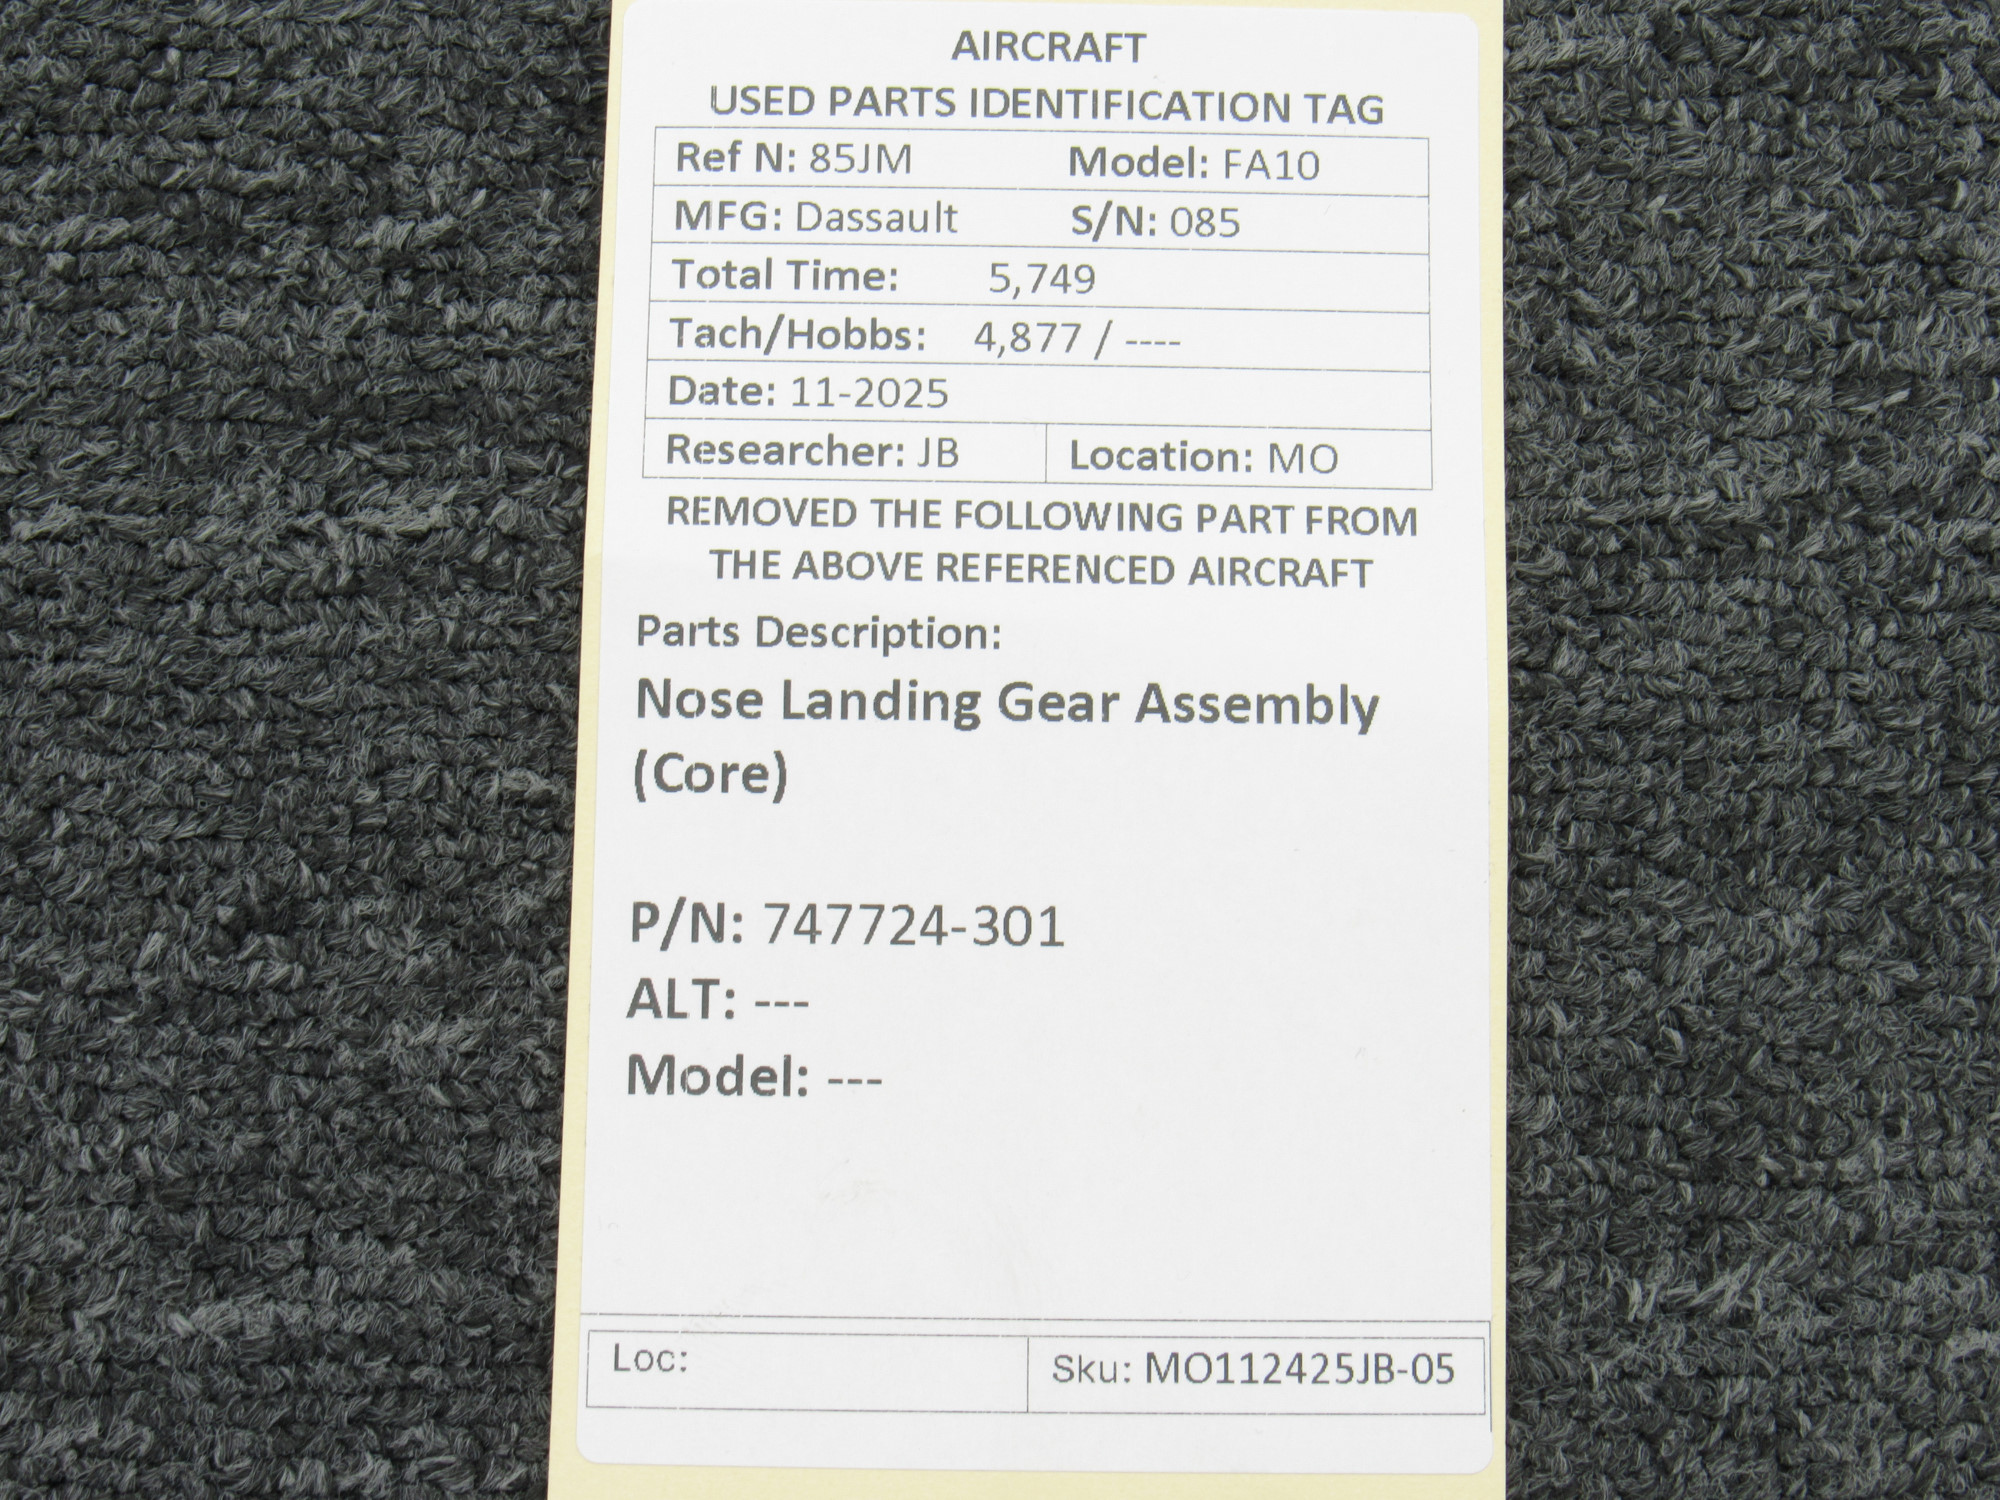 AIRCRAFT
USED PARTS IDENTIFICATION TAG
Ref N: 85JM Model: FA10
MFG: Dassault S/N: 085
Total Time: 5,749
Tach/Hobbs: 4,877 / ----
Date: 11-2025
Researcher: JB Location: MO
REMOVED THE FOLLOWING PART FROM
THE ABOVE REFERENCED AIRCRAFT
Parts Description:
Nose Landing Gear Assembly
(Core)
P/N: 747724-301
ALT: ---
Model: ---
Loc: Sku: MO112425JB-05